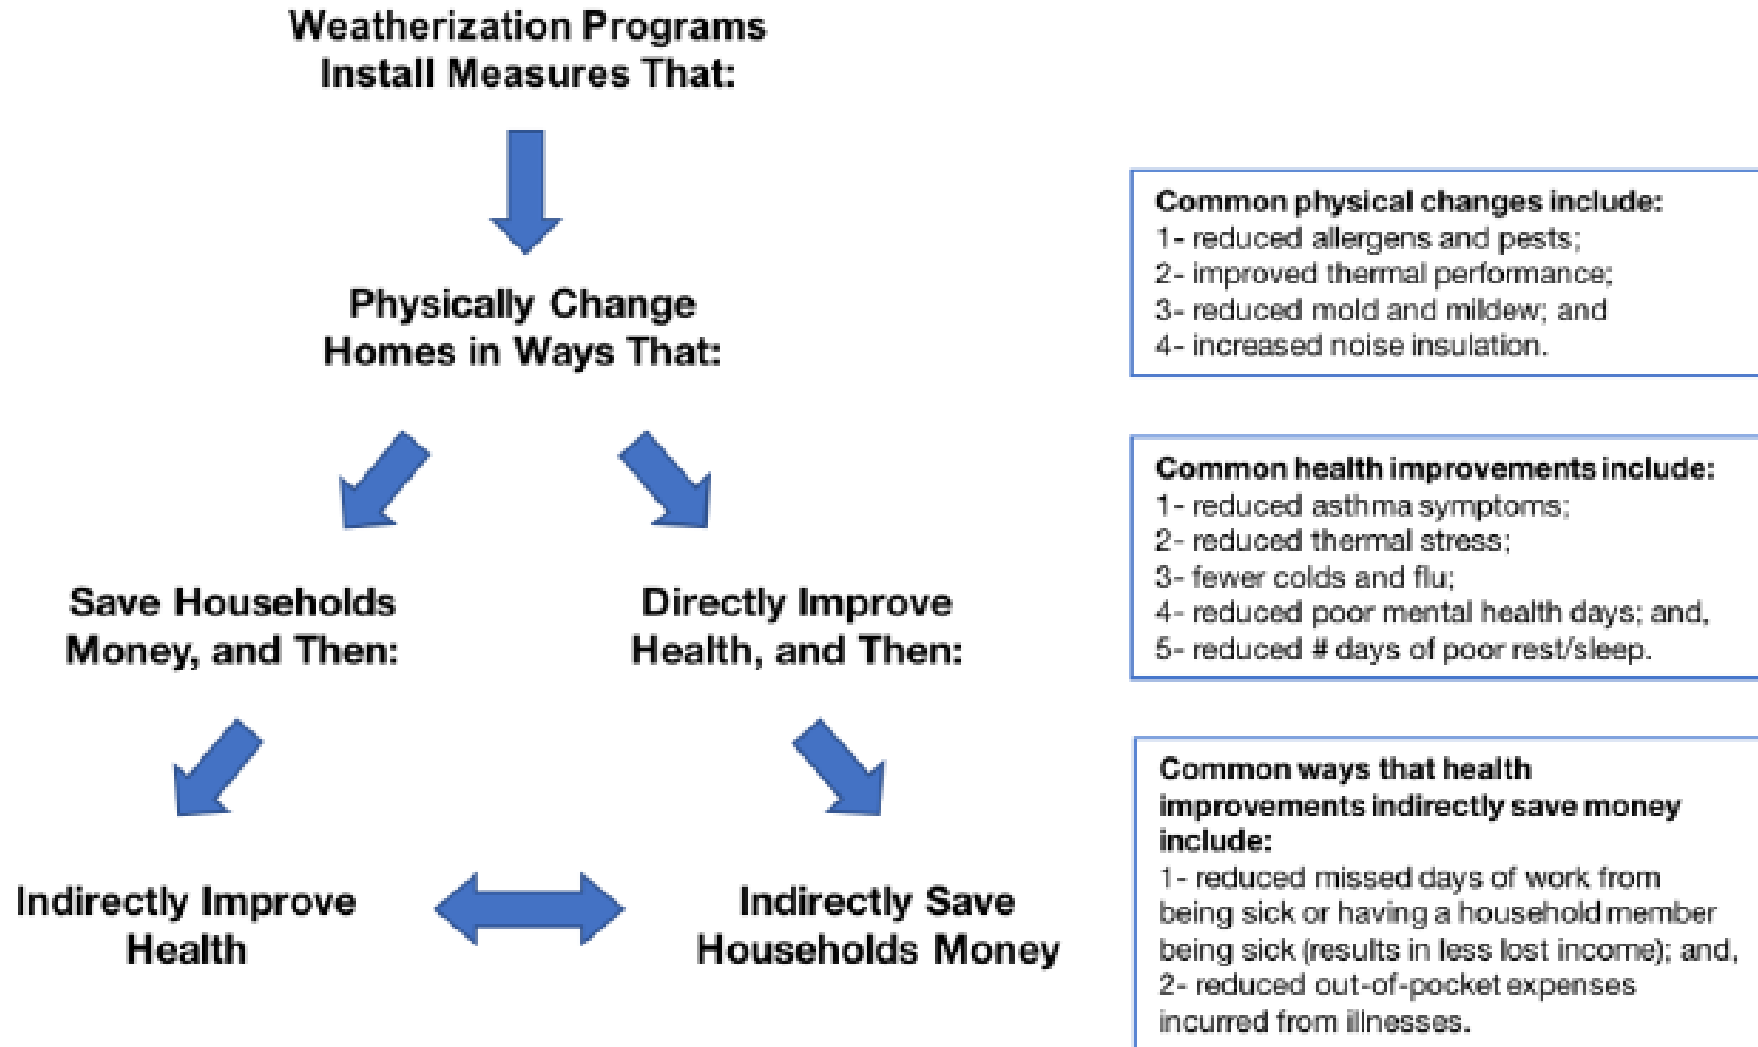 Weatherization Programs
Install Measures That:
Physically Change
Homes in Ways That:
Save Households
Money, and Then:
Directly Improve
Health, and Then:
Indirectly Improve
Health
Indirectly Save
Households Money
Common physical changes include:
1- reduced allergens and pests;
2- improved thermal performance;
3- reduced mold and mildew; and
4- increased noise insulation.
Common health improvements include:
1- reduced asthma symptoms;
2- reduced thermal stress;
3- fewer colds and flu;
4- reduced poor mental health days; and,
5- reduced # days of poor rest/sleep.
Common ways that health
improvements indirectly save money
include:
1- reduced missed days of work from
being sick or having a household member
being sick (results in less lost income); and,
2- reduced out-of-pocket expenses
incurred from illnesses.